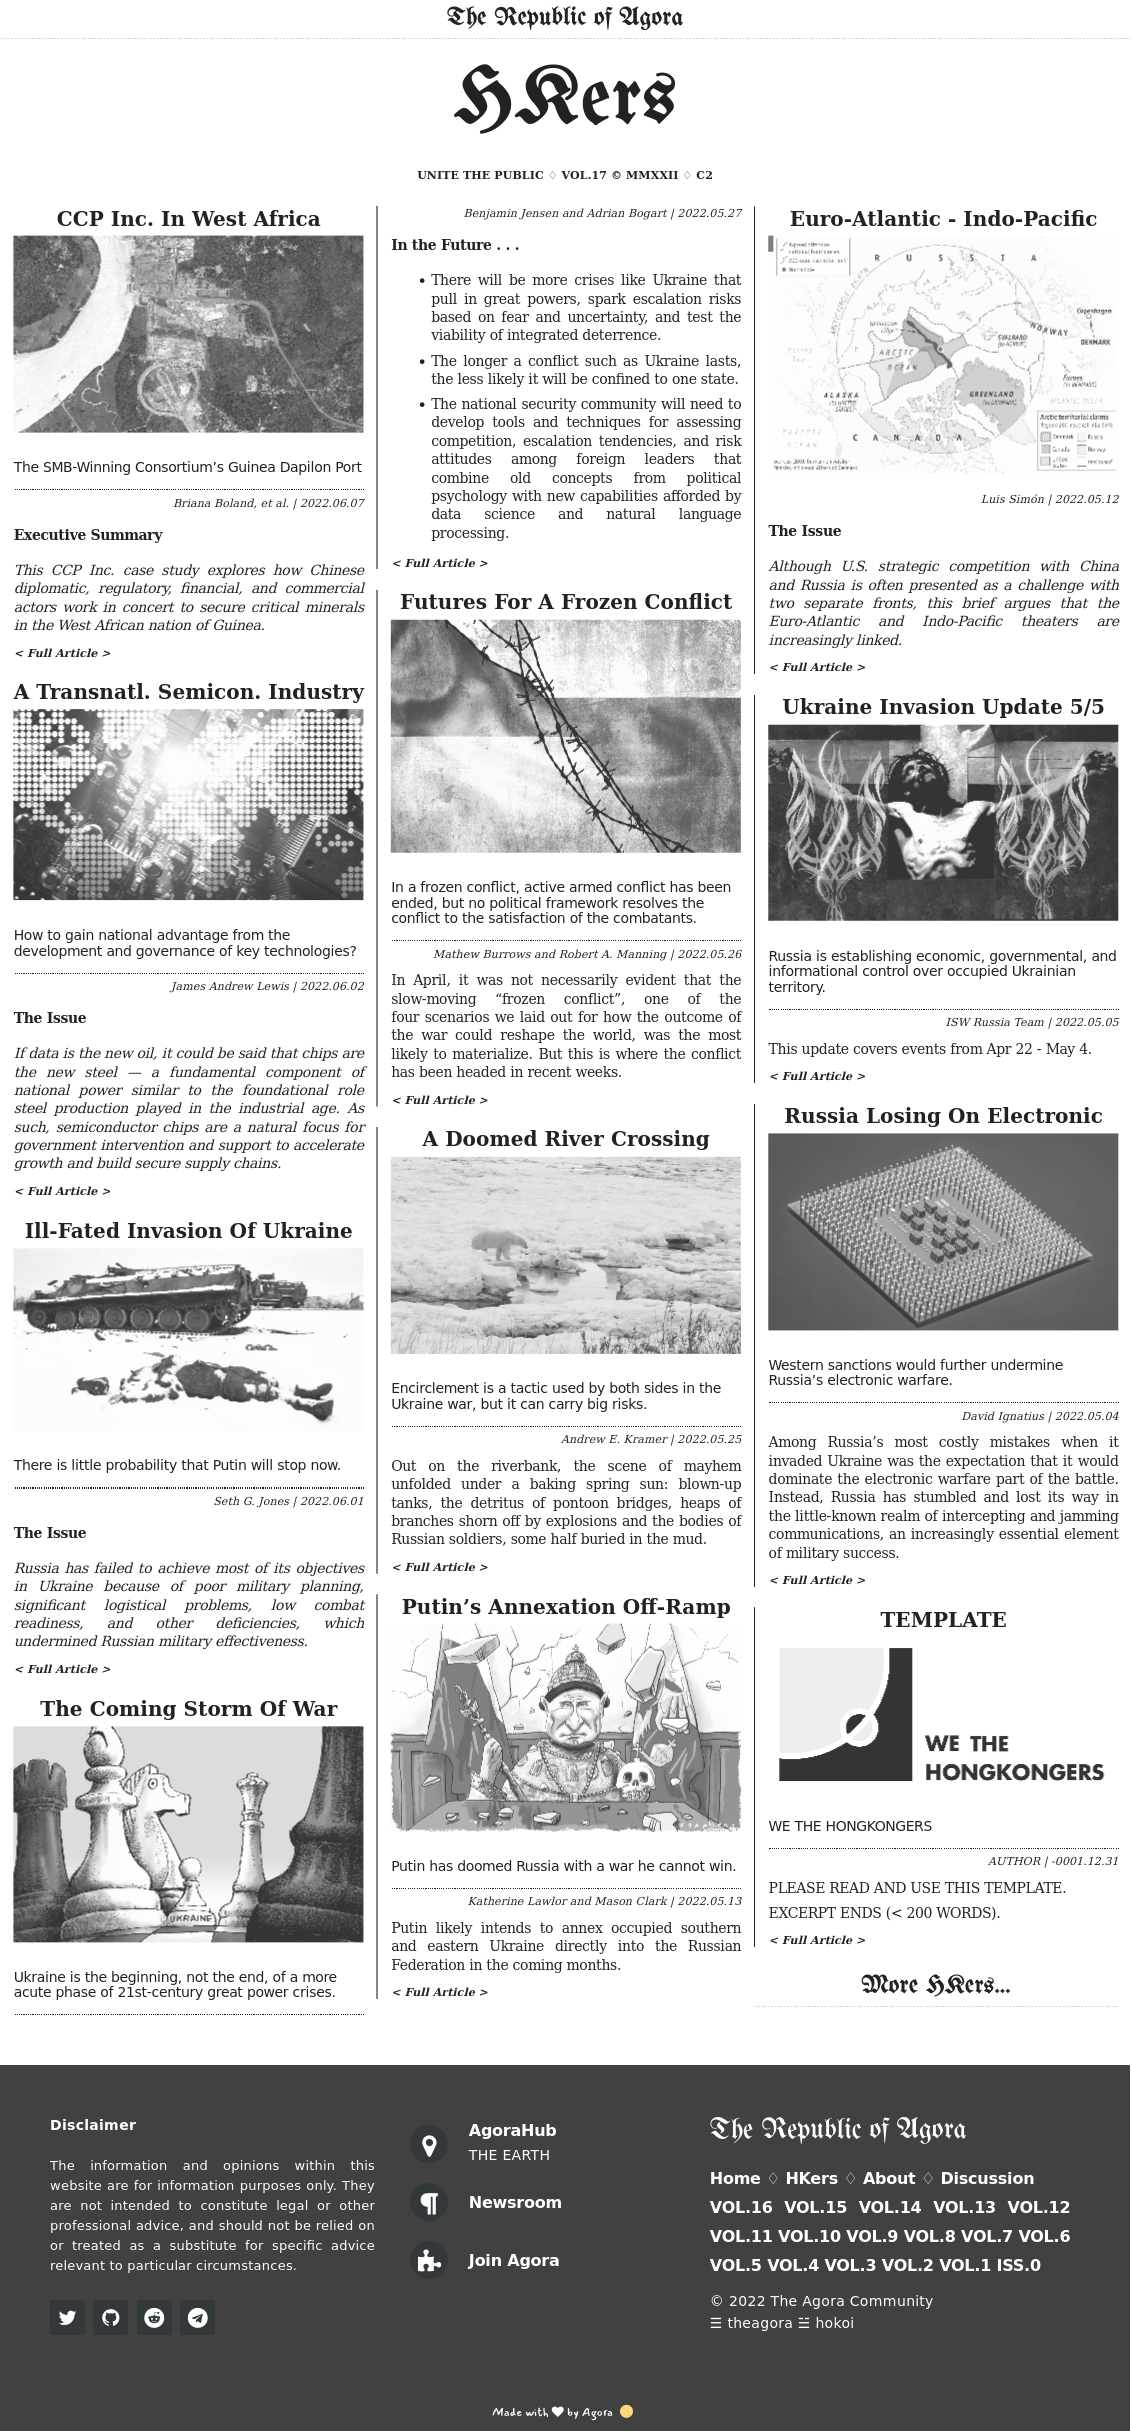 The Republic of Agora
HKers
UNITE THE PUBLIC ♢ VOL.17 © MMXXII ♢ C2
CCP Inc. In West Africa
The SMB-Winning Consortium’s Guinea Dapilon Port
Briana Boland, et al. | 2022.06.07
Executive Summary
This CCP Inc. case study explores how Chinese
diplomatic, regulatory, financial, and commercial
actors work in concert to secure critical minerals
in the West African nation of Guinea.
< Full Article >
A Transnatl. Semicon. Industry
How to gain national advantage from the
development and governance of key technologies?
James Andrew Lewis | 2022.06.02
The Issue
If data is the new oil, it could be said that chips are
the new steel — a fundamental component of
national power similar to the foundational role
steel production played in the industrial age. As
such, semiconductor chips are a natural focus for
government intervention and support to accelerate
growth and build secure supply chains.
< Full Article >
Ill-Fated Invasion Of Ukraine
There is little probability that Putin will stop now.
Seth G. Jones | 2022.06.01
The Issue
Russia has failed to achieve most of its objectives
in Ukraine because of poor military planning,
significant logistical problems, low combat
readiness, and other deficiencies, which
undermined Russian military effectiveness.
< Full Article >
The Coming Storm Of War
UKRAINE
Ukraine is the beginning, not the end, of a more
acute phase of 21st-century great power crises.
Benjamin Jensen and Adrian Bogart | 2022.05.27
In the Future . . .
• There will be more crises like Ukraine that
pull in great powers, spark escalation risks
based on fear and uncertainty, and test the
viability of integrated deterrence.
• The longer a conflict such as Ukraine lasts,
the less likely it will be confined to one state.
• The national security community will need to
develop tools and techniques for assessing
competition, escalation tendencies, and risk
attitudes among foreign leaders that
combine old concepts from political
psychology with new capabilities afforded by
data science and natural language
processing.
< Full Article >
Futures For A Frozen Conflict
In a frozen conflict, active armed conflict has been
ended, but no political framework resolves the
conflict to the satisfaction of the combatants.
Mathew Burrows and Robert A. Manning | 2022.05.26
In April, it was not necessarily evident that the
slow-moving “frozen conflict”, one of the
four scenarios we laid out for how the outcome of
the war could reshape the world, was the most
likely to materialize. But this is where the conflict
has been headed in recent weeks.
< Full Article >
A Doomed River Crossing
Encirclement is a tactic used by both sides in the
Ukraine war, but it can carry big risks.
Andrew E. Kramer | 2022.05.25
Out on the riverbank, the scene of mayhem
unfolded under a baking spring sun: blown-up
tanks, the detritus of pontoon bridges, heaps of
branches shorn off by explosions and the bodies of
Russian soldiers, some half buried in the mud.
< Full Article >
Putin’s Annexation Off-Ramp
Putin has doomed Russia with a war he cannot win.
Katherine Lawlor and Mason Clark | 2022.05.13
Putin likely intends to annex occupied southern
and eastern Ukraine directly into the Russian
Federation in the coming months.
< Full Article >
Euro-Atlantic - Indo-Pacific
RUSSIA
Copenhagen
NORWAY
DENMARK
SVALBARD
ARCTIC
OCEAN
GREENLAND
ALASKA
CANADA
Arctic territorial claims
Denmark
Russia
Canada
Norway
Luis Simón | 2022.05.12
The Issue
Although U.S. strategic competition with China
and Russia is often presented as a challenge with
two separate fronts, this brief argues that the
Euro-Atlantic and Indo-Pacific theaters are
increasingly linked.
< Full Article >
Ukraine Invasion Update 5/5
Russia is establishing economic, governmental, and
informational control over occupied Ukrainian
territory.
ISW Russia Team | 2022.05.05
This update covers events from Apr 22 - May 4.
< Full Article >
Russia Losing On Electronic
Western sanctions would further undermine
Russia’s electronic warfare.
David Ignatius | 2022.05.04
Among Russia’s most costly mistakes when it
invaded Ukraine was the expectation that it would
dominate the electronic warfare part of the battle.
Instead, Russia has stumbled and lost its way in
the little-known realm of intercepting and jamming
communications, an increasingly essential element
of military success.
< Full Article >
TEMPLATE
WE THE
HONGKONGERS
WE THE HONGKONGERS
AUTHOR | -0001.12.31
PLEASE READ AND USE THIS TEMPLATE.
EXCERPT ENDS (< 200 WORDS).
< Full Article >
More HKers...
Disclaimer
The information and opinions within this
website are for information purposes only. They
are not intended to constitute legal or other
professional advice, and should not be relied on
or treated as a substitute for specific advice
relevant to particular circumstances.
AgoraHub
THE EARTH
Newsroom
Join Agora
The Republic of Agora
Home ♢ HKers ♢ About ♢ Discussion
VOL.16 VOL.15 VOL.14 VOL.13 VOL.12
VOL.11 VOL.10 VOL.9 VOL.8 VOL.7 VOL.6
VOL.5 VOL.4 VOL.3 VOL.2 VOL.1 ISS.0
© 2022 The Agora Community
☰ theagora ☱ hokoi
Made with ♥ by Agora